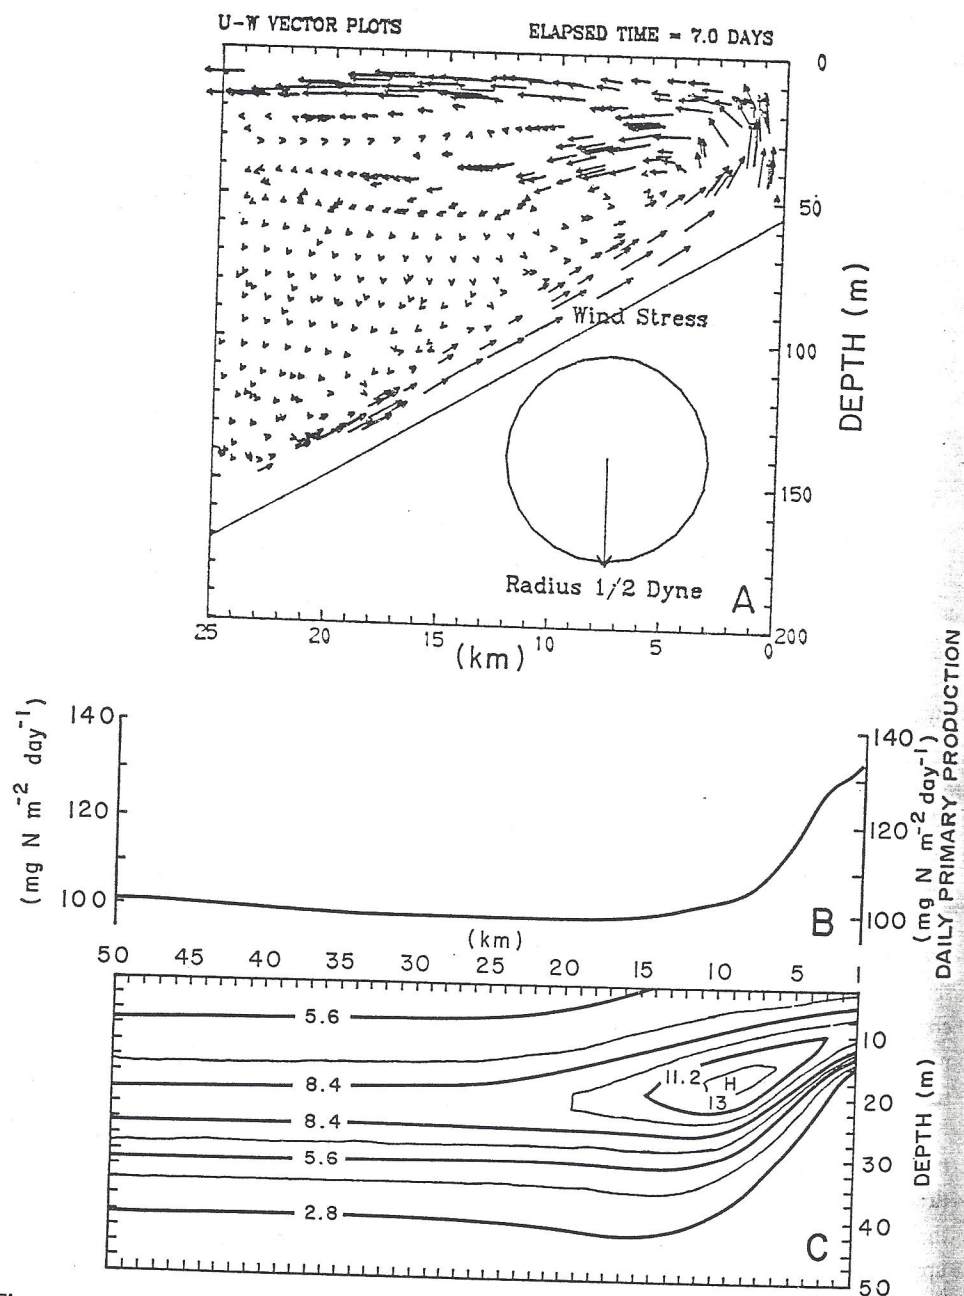 U-W VECTOR PLOTS ELAPSED TIME = 7.0 DAYS
0
50
100
150
200
DEPTH (m)
Wind Stress
Radius 1/2 Dyne
A
25 20 15 10 5 0
(km)
140
120
100
(mg N m-2 day-1)
140
120
100
(mg N m-2 day-1)
DAILY PRIMARY PRODUCTION
B
(km)
50 45 40 35 30 25 20 15 10 5 1
5.6
8.4
8.4
5.6
2.8
11.2
H
13
10
20
30
40
50
DEPTH (m)
C